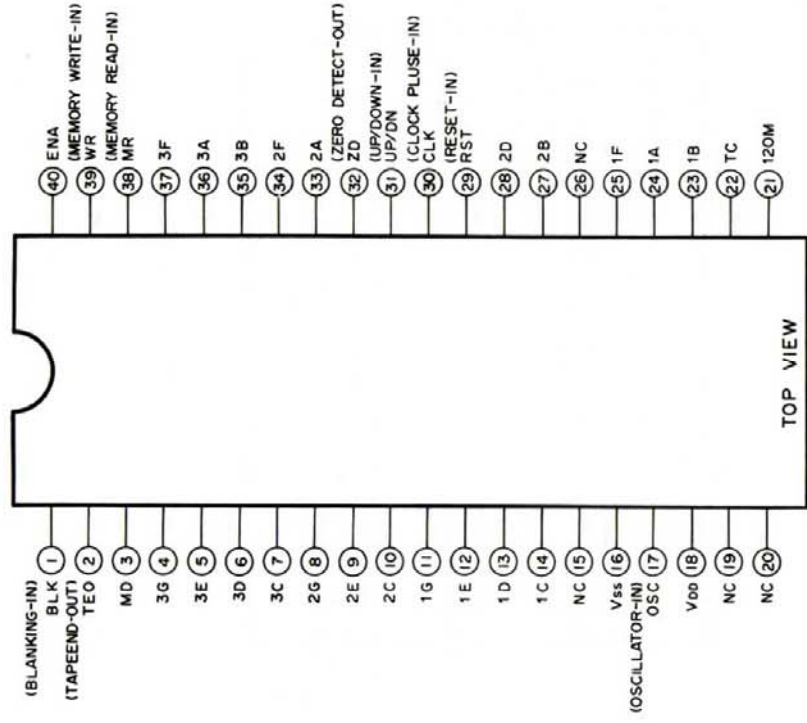 (BLANKING-IN)
BLK 1
(TAPEEND-OUT)
TEO 2
MD 3
3G 4
3E 5
3D 6
3C 7
2G 8
2E 9
2C 10
1G 11
1E 12
1D 13
1C 14
NC 15
Vss 16
(OSCILLATOR-IN)
OSC 17
VDD 18
NC 19
NC 20
40 ENA
(MEMORY WRITE-IN)
39 WR
(MEMORY READ-IN)
38 MR
37 3F
36 3A
35 3B
34 2F
33 2A
(ZERO DETECT-OUT)
32 ZD
(UP/DOWN-IN)
31 UP/DN
(CLOCK PLUSE-IN)
30 CLK
(RESET-IN)
29 RST
28 2D
27 2B
26 NC
25 1F
24 1A
23 1B
22 TC
21 120M
TOP VIEW